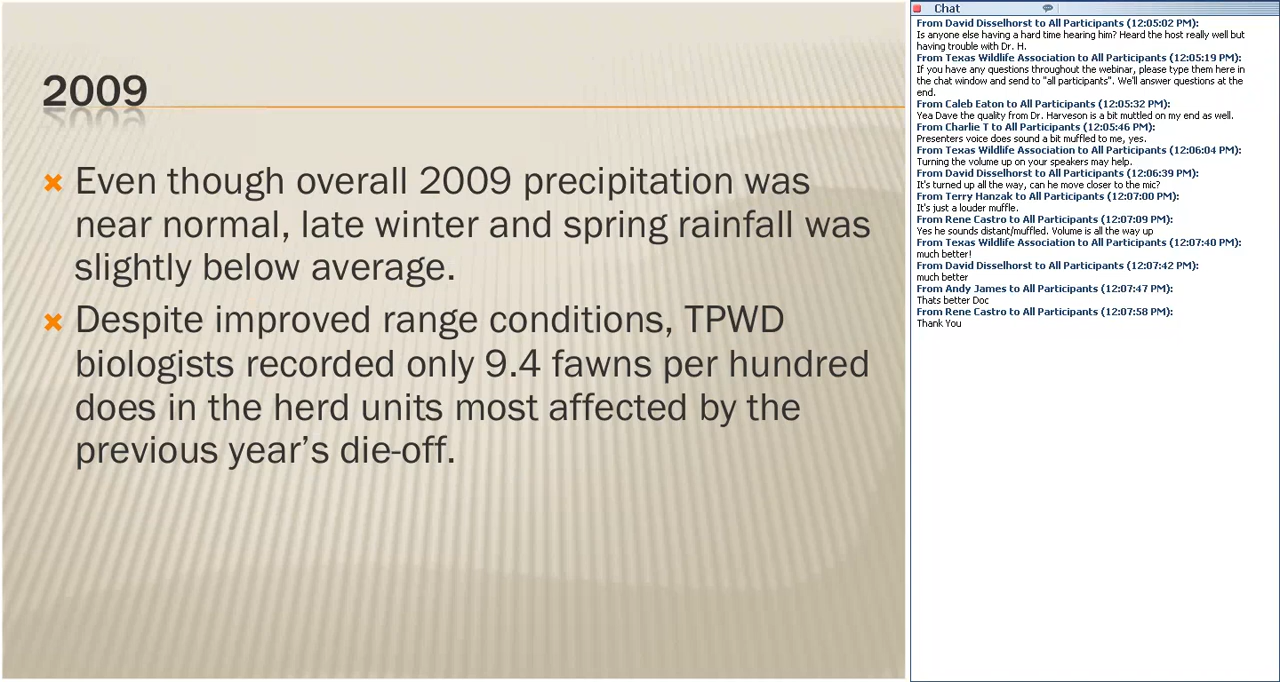 2009
Even though overall 2009 precipitation was
near normal, late winter and spring rainfall was
slightly below average.
Despite improved range conditions, TPWD
biologists recorded only 9.4 fawns per hundred
does in the herd units most affected by the
previous year's die-off.
Chat
From David Disselhorst to All Participants (12:05:02 PM):
Is anyone else having a hard time hearing him? Heard the host really well but
having trouble with Dr. H.
From Texas Wildlife Association to All Participants (12:05:19 PM):
If you have any questions throughout the webinar, please type them here in
the chat window and send to "all participants". We'll answer questions at the
end.
From Caleb Eaton to All Participants (12:05:32 PM):
Yea Dave the quality from Dr. Harveson is a bit muttled on my end as well.
From Charlie T to All Participants (12:05:46 PM):
Presenters voice does sound a bit muffled to me, yes.
From Texas Wildlife Association to All Participants (12:06:04 PM):
Turning the volume up on your speakers may help.
From David Disselhorst to All Participants (12:06:39 PM):
It's turned up all the way, can he move closer to the mic?
From Terry Hanzak to All Participants (12:07:00 PM):
It's just a louder muffle.
From Rene Castro to All Participants (12:07:09 PM):
Yes he sounds distant/muffled. Volume is all the way up
From Texas Wildlife Association to All Participants (12:07:40 PM):
much better!
From David Disselhorst to All Participants (12:07:42 PM):
much better
From Andy James to All Participants (12:07:47 PM):
Thats better Doc
From Rene Castro to All Participants (12:07:58 PM):
Thank You